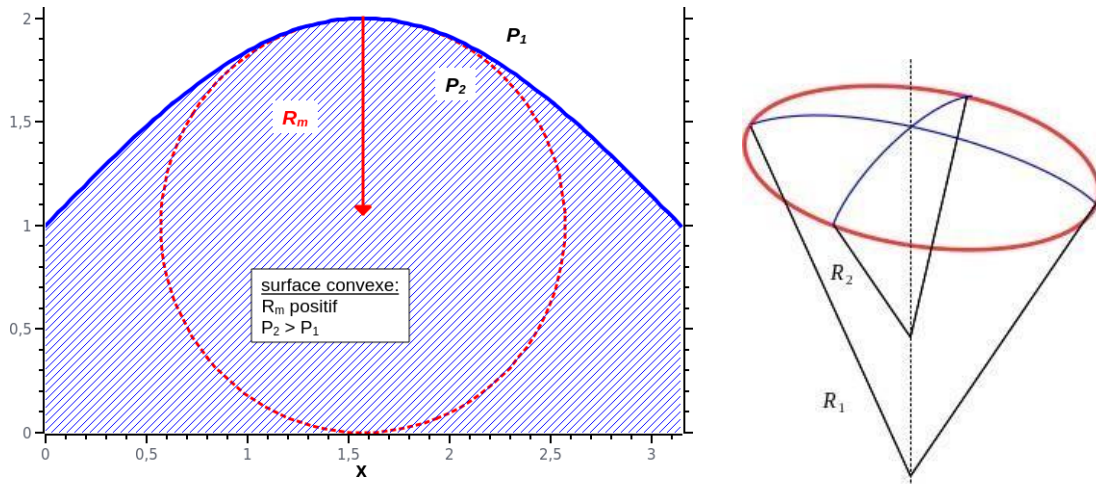 2
P₁
P₂
1,5
Rₘ
1
surface convexe:
Rₘ positif
P₂ > P₁
0,5
0
0 0,5 1 1,5 2 2,5 3
x
R₂
R₁